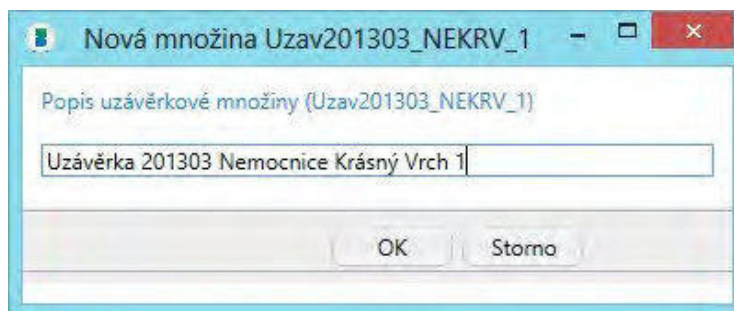 Nová množina Uzav201303_NEKRV_1
Popis uzávěrkové množiny (Uzav201303_NEKRV_1)
Uzávěrka 201303 Nemocnice Krásný Vrch 1
OK Storno